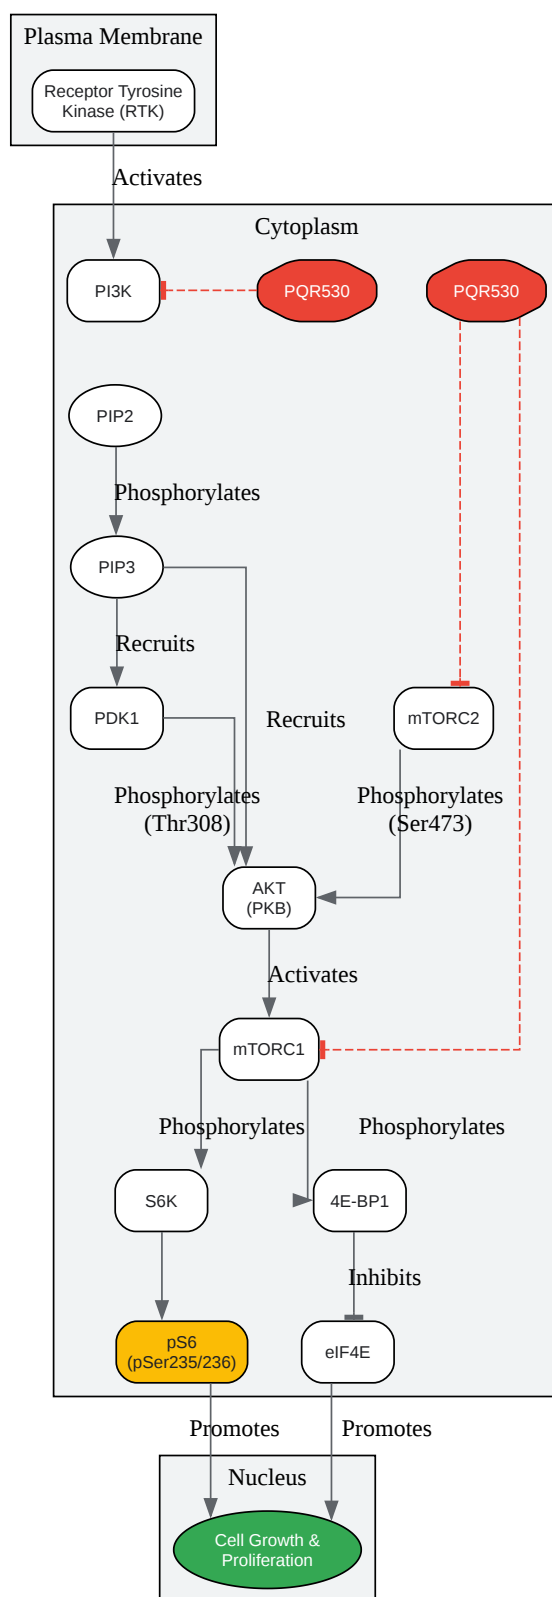 Plasma Membrane
Receptor Tyrosine
Kinase (RTK)
Activates
Cytoplasm
PI3K
PQR530
PQR530
PIP2
Phosphorylates
PIP3
Recruits
PDK1
Recruits
mTORC2
Phosphorylates
(Thr308)
Phosphorylates
(Ser473)
AKT
(PKB)
Activates
mTORC1
Phosphorylates
Phosphorylates
S6K
4E-BP1
Inhibits
pS6
(pSer235/236)
eIF4E
Promotes
Promotes
Nucleus
Cell Growth &
Proliferation